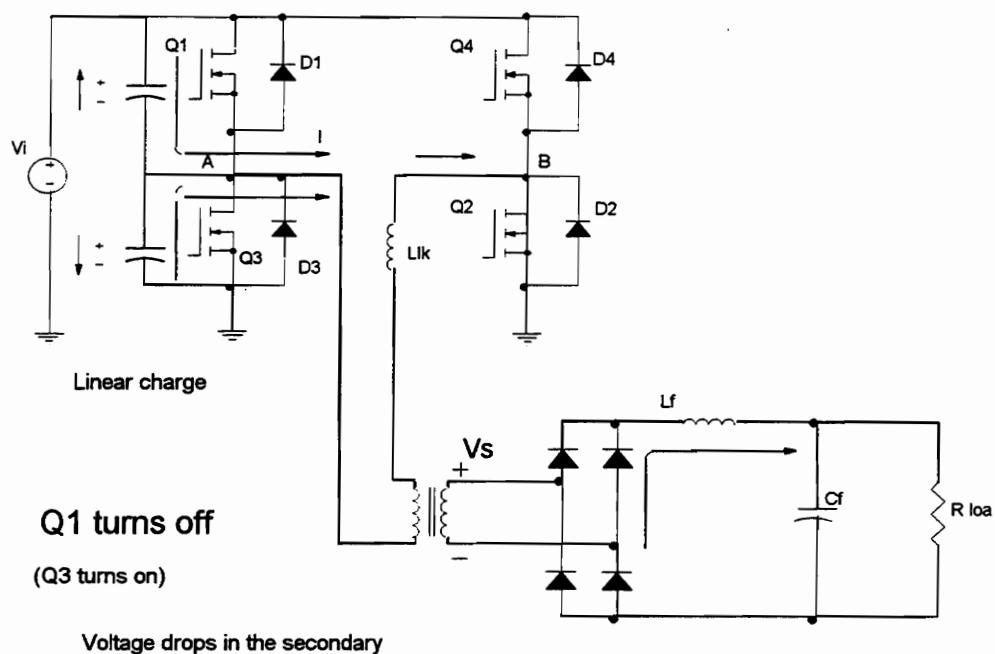 Q1
D1
Q4
D4
+
-
Vi
+
-
I
A
B
+
-
Q3
D3
Q2
D2
Llk
Linear charge
Lf
Vs
+
-
Cf
R loa
Q1 turns off
(Q3 turns on)
Voltage drops in the secondary